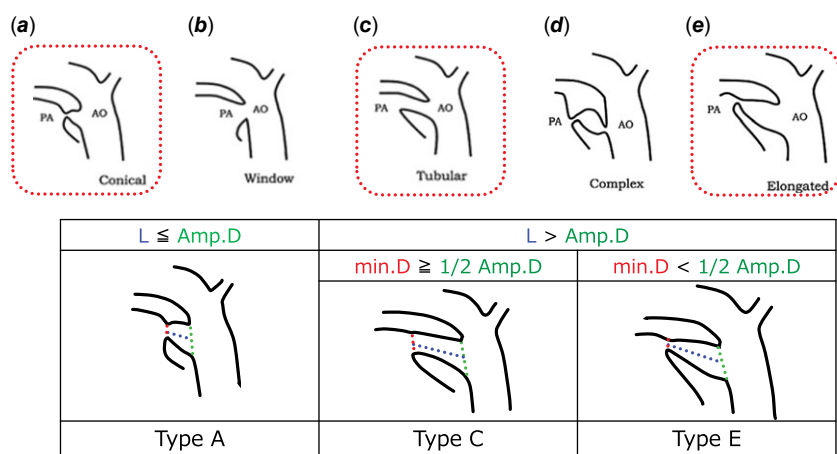 (a) (b) (c) (d) (e)
PA AO PA AO PA AO PA AO PA AO
Conical Window Tubular Complex Elongated
L ≦ Amp.D L > Amp.D
min.D ≧ 1/2 Amp.D min.D < 1/2 Amp.D
Type A Type C Type E